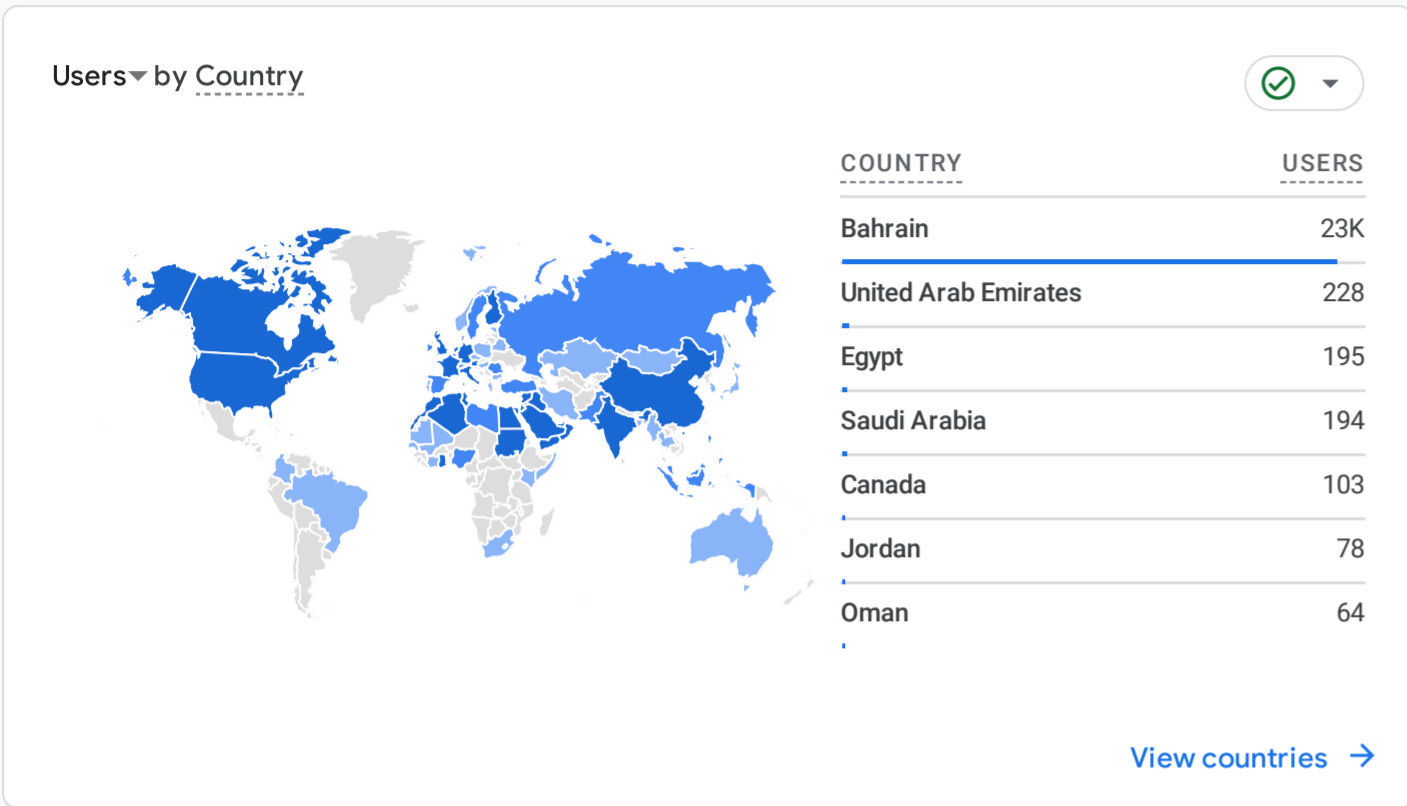 Users by Country
COUNTRY USERS
Bahrain 23K
United Arab Emirates 228
Egypt 195
Saudi Arabia 194
Canada 103
Jordan 78
Oman 64
View countries